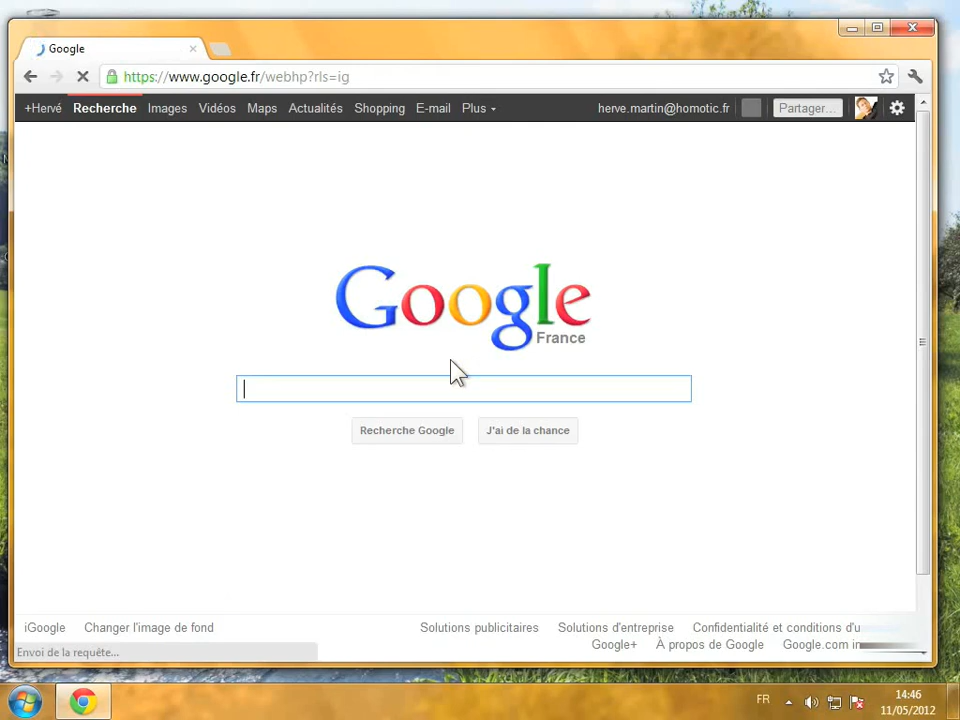 Google
https://www.google.fr/webhp?rls=ig
+Hervé Recherche Images Vidéos Maps Actualités Shopping E-mail Plus herve.martin@homotic.fr Partager...
Google
France
Recherche Google J'ai de la chance
iGoogle Changer l'image de fond Solutions publicitaires Solutions d'entreprise Confidentialité et conditions d'u
Google+ À propos de Google Google.com in
Envoi de la requête...
FR 14:46
11/05/2012